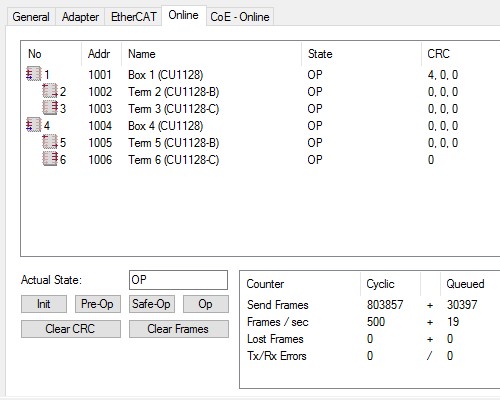 General Adapter EtherCAT Online CoE - Online
No Addr Name State CRC
1 1001 Box 1 (CU1128) OP 4, 0, 0
2 1002 Term 2 (CU1128-B) OP 0, 0, 0
3 1003 Term 3 (CU1128-C) OP 0, 0, 0
4 1004 Box 4 (CU1128) OP 0, 0, 0
5 1005 Term 5 (CU1128-B) OP 0, 0, 0
6 1006 Term 6 (CU1128-C) OP 0
Actual State: OP
Init Pre-Op Safe-Op Op
Clear CRC Clear Frames
Counter Cyclic Queued
Send Frames 803857 + 30397
Frames / sec 500 + 19
Lost Frames 0 + 0
Tx/Rx Errors 0 / 0